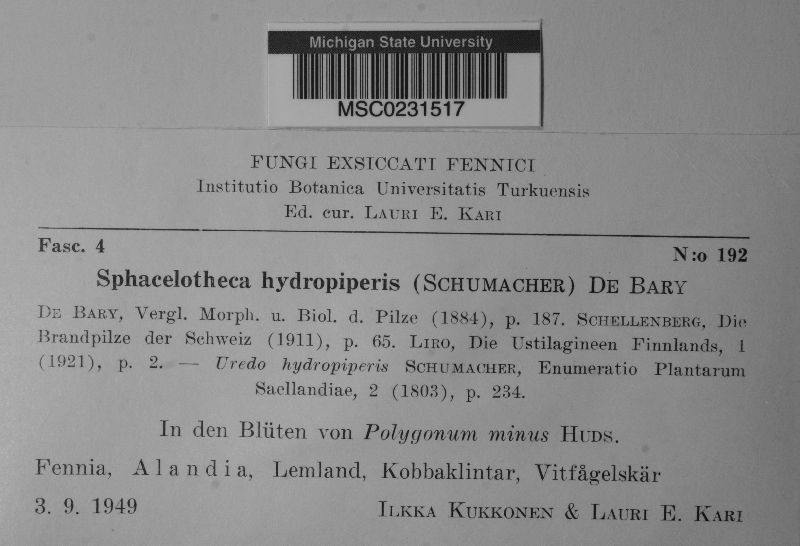 Michigan State University
MSC0231517
FUNGI EXSICCATI FENNICI
Institutio Botanica Universitatis Turkuensis
Ed. cur. LAURI E. KARI
Fasc. 4 N:o 192
Sphacelotheca hydropiperis (SCHUMACHER) DE BARY
DE BARY, Vergl. Morph. u. Biol. d. Pilze (1884), p. 187. SCHELLENBERG, Die
Brandpilze der Schweiz (1911), p. 65. LIRO, Die Ustilagineen Finnlands, 1
(1921), p. 2. — Uredo hydropiperis SCHUMACHER, Enumeratio Plantarum
Saellandiae, 2 (1803), p. 234.
In den Blüten von Polygonum minus HUDS.
Fennia, Alandia, Lemland, Kobbaklintar, Vitfågelskär
3. 9. 1949 ILKKA KUKKONEN & LAURI E. KARI